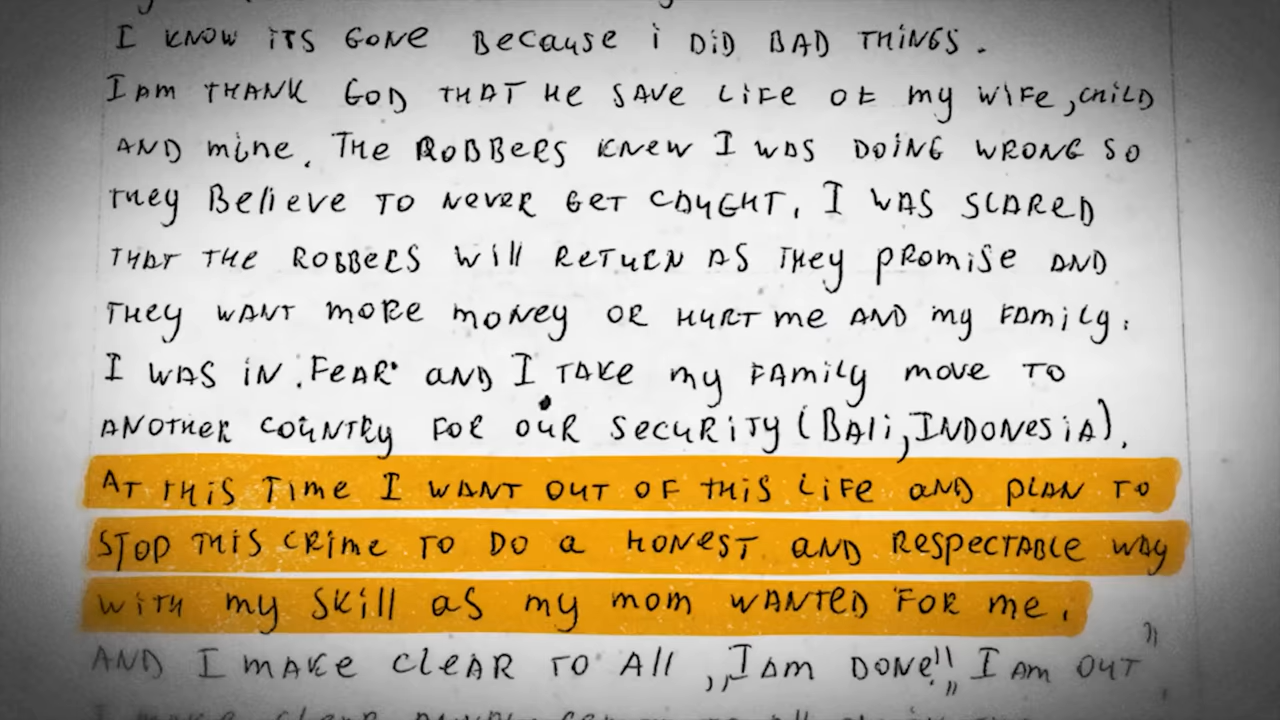 I KNOW iTS GONE Because i DiD BAD THINGS.
I Am THANK GOD THAT He SAVE LiFe OF my WiFe, CHiLD
AND mine. The ROBBERS KNEW I WAS DOiNG WRONG SO
They Believe TO NeveR GeT CAUGHT. I WAS SCARED
THAT THe ROBBeRS Will ReTURN AS THey PROmiSe AND
THey WANT moRe money OR HURT me AND my FAmily.
I WAS iN FeAR and I TAKe my FAmily move TO
ANOTHeR COUNTRy FOR OUR SecuRiTy (BAli, INDONesiA).
AT THiS Time I WANT OUT OF THiS LiFe and PLAN TO
STOP THiS CRime TO DO a HONesT and ResPecTABLe WAy
WiTH my SKill as my mom WANTeD FOR me.
AND I mAKe CleAR TO All ,,I am DONe!! I Am OUT"